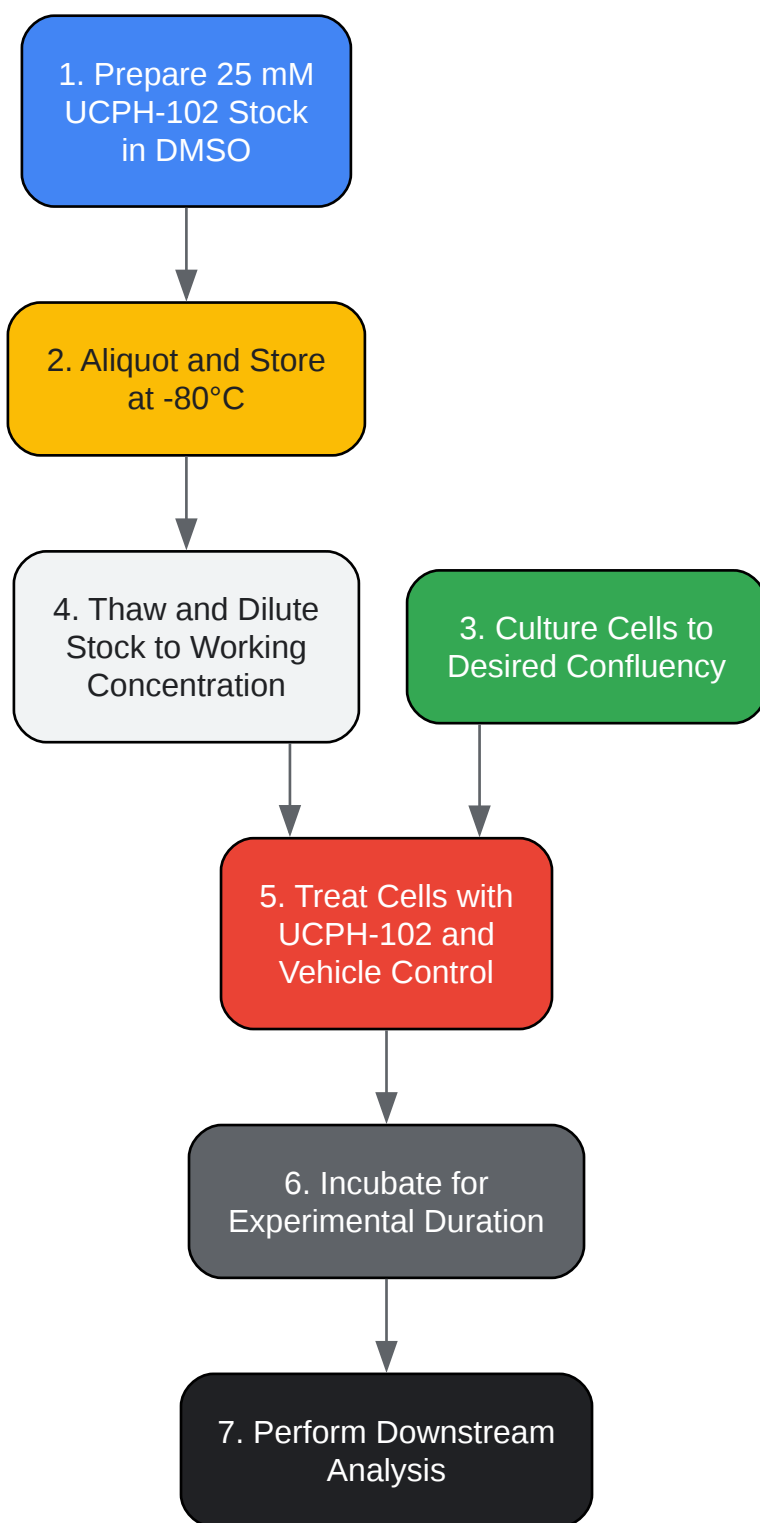 1. Prepare 25 mM
UCPH-102 Stock
in DMSO
2. Aliquot and Store
at -80°C
4. Thaw and Dilute
Stock to Working
Concentration
3. Culture Cells to
Desired Confluency
5. Treat Cells with
UCPH-102 and
Vehicle Control
6. Incubate for
Experimental Duration
7. Perform Downstream
Analysis